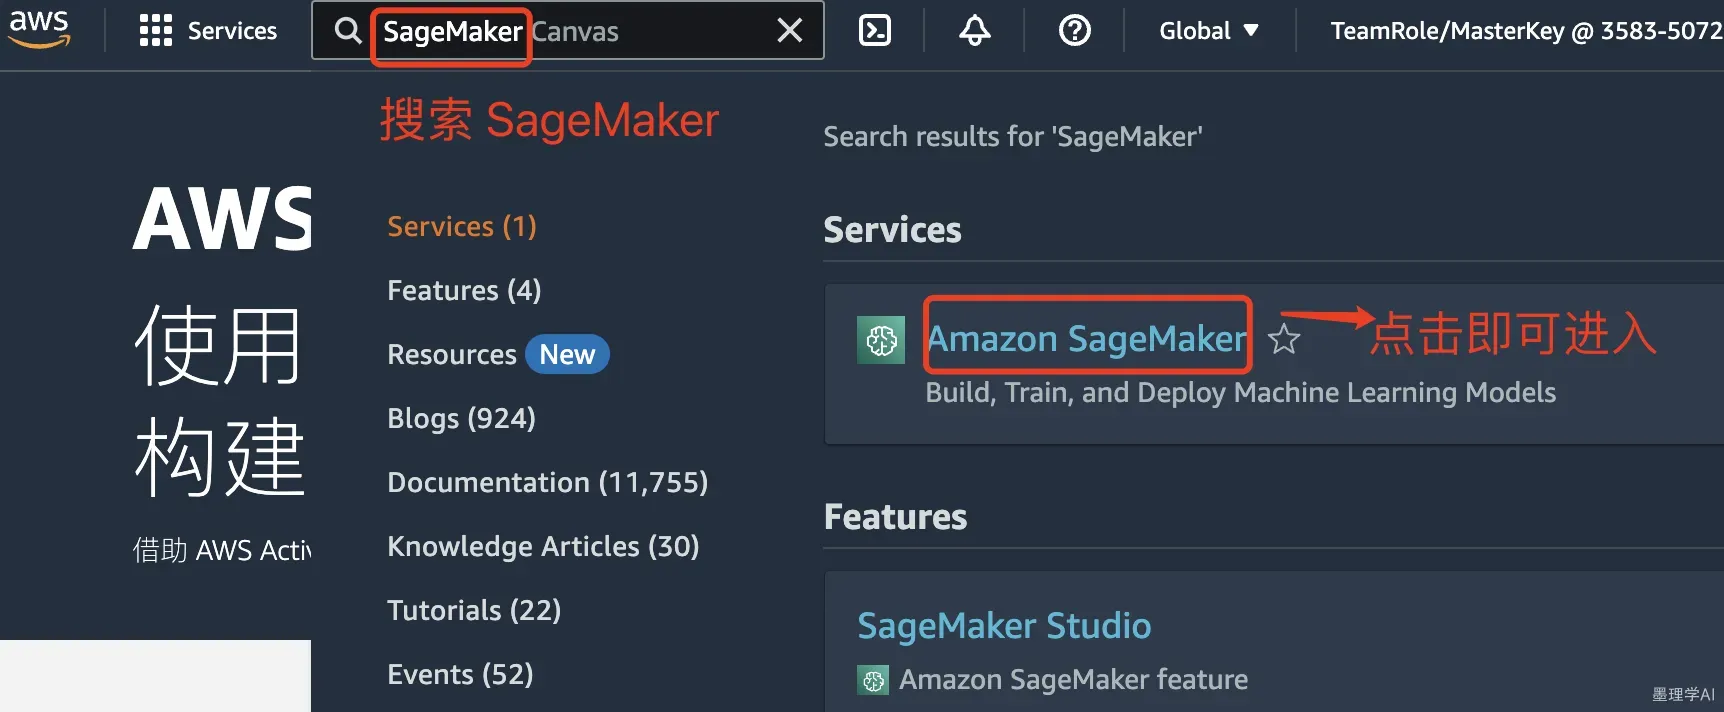 aws
Services
SageMaker Canvas
Global
TeamRole/MasterKey @ 3583-5072
搜索 SageMaker
Search results for 'SageMaker'
AWS
使用
构建
借助 AWS Activ
Services (1)
Features (4)
Resources New
Blogs (924)
Documentation (11,755)
Knowledge Articles (30)
Tutorials (22)
Events (52)
Services
Amazon SageMaker
点击即可进入
Build, Train, and Deploy Machine Learning Models
Features
SageMaker Studio
Amazon SageMaker feature
墨理学AI